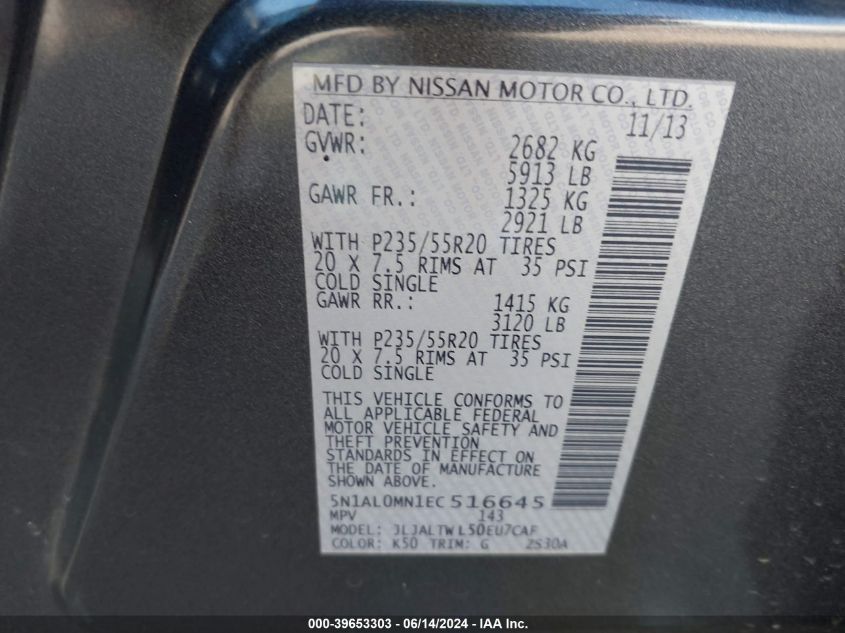 MFD BY NISSAN MOTOR CO., LTD.
DATE: 11/13
GVWR: 2682 KG
5913 LB
GAWR FR.: 1325 KG
2921 LB
WITH P235/55R20 TIRES
20 X 7.5 RIMS AT 35 PSI
COLD SINGLE
GAWR RR.: 1415 KG
3120 LB
WITH P235/55R20 TIRES
20 X 7.5 RIMS AT 35 PSI
COLD SINGLE
THIS VEHICLE CONFORMS TO
ALL APPLICABLE FEDERAL
MOTOR VEHICLE SAFETY AND
THEFT PREVENTION
STANDARDS IN EFFECT ON
THE DATE OF MANUFACTURE
SHOWN ABOVE.
5N1AL0MN1EC516645
MPV 143
MODEL: JLJALTWL50EU7CAF
COLOR: K50 TRIM: G 2S30A
000-39653303 - 06/14/2024 - IAA Inc.